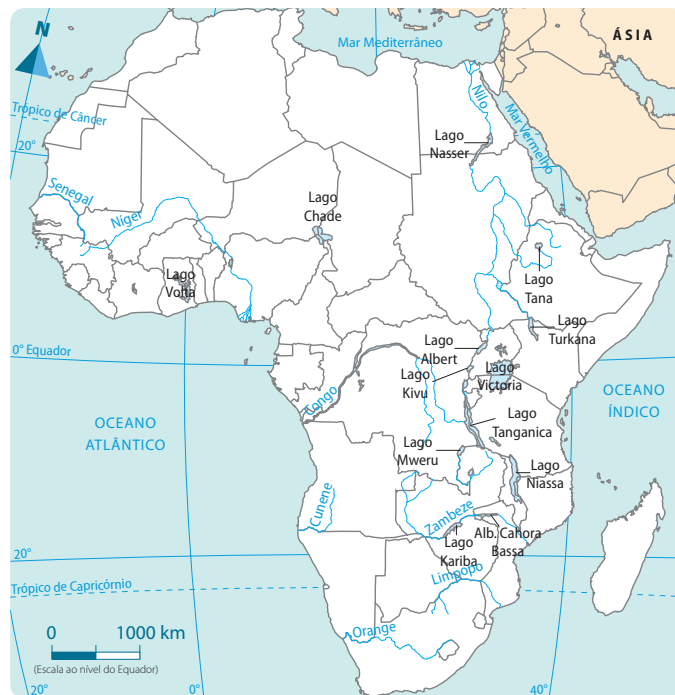 N
Mar Mediterrâneo
ÁSIA
Trópico de Câncer
20°
Nilo
Mar Vermelho
Lago
Nasser
Senegal
Níger
Lago
Chade
Lago
Volta
Lago
Tana
Lago
Turkana
0° Equador
Lago
Albert
Lago
Kivu
Lago
Victoria
Congo
OCEANO
ATLÂNTICO
OCEANO
ÍNDICO
Lago
Tanganica
Lago
Mweru
Lago
Niassa
Cunene
Zambeze
Alb. Cahora
Bassa
Lago
Kariba
20°
Limpopo
Trópico de Capricórnio
Orange
0 1000 km
(Escala ao nível do Equador)
20°
0°
40°